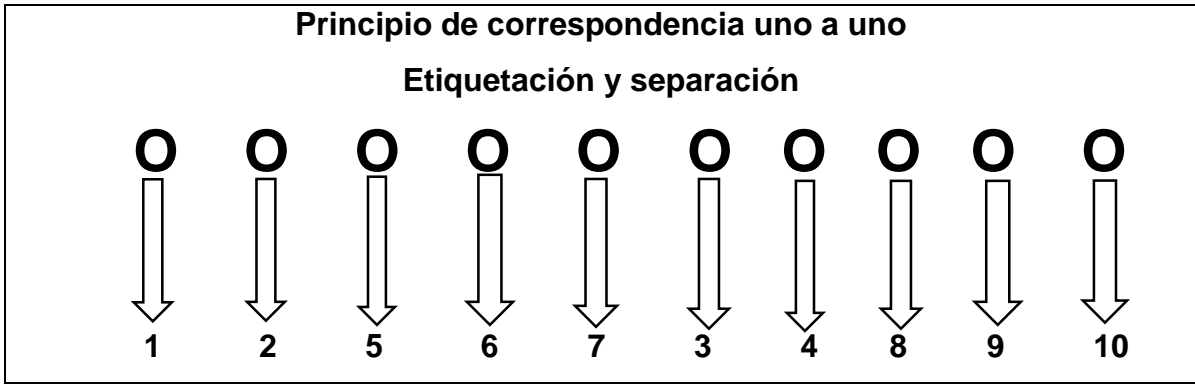 Principio de correspondencia uno a uno
Etiquetación y separación
O O O O O O O O O O
1 2 5 6 7 3 4 8 9 10